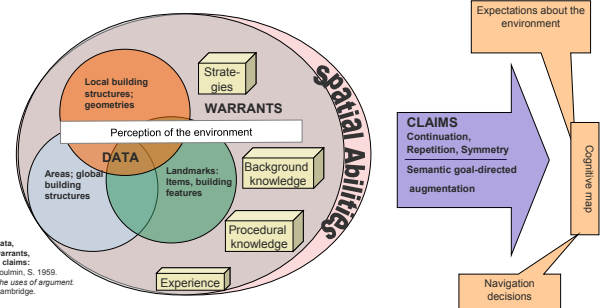 Expectations about the
environment
Strate-
gies
Local building
structures;
geometries
WARRANTS
spatial Abilities
Perception of the environment
CLAIMS
Continuation,
Repetition, Symmetry
Semantic goal-directed
augmentation
DATA
Areas; global
building
structures
Landmarks:
Items, building
features
Background
knowledge
Cognitive map
Procedural
knowledge
ata,
arrants,
claims:
oulmin, S. 1959.
he uses of argument.
ambridge.
Experience
Navigation
decisions